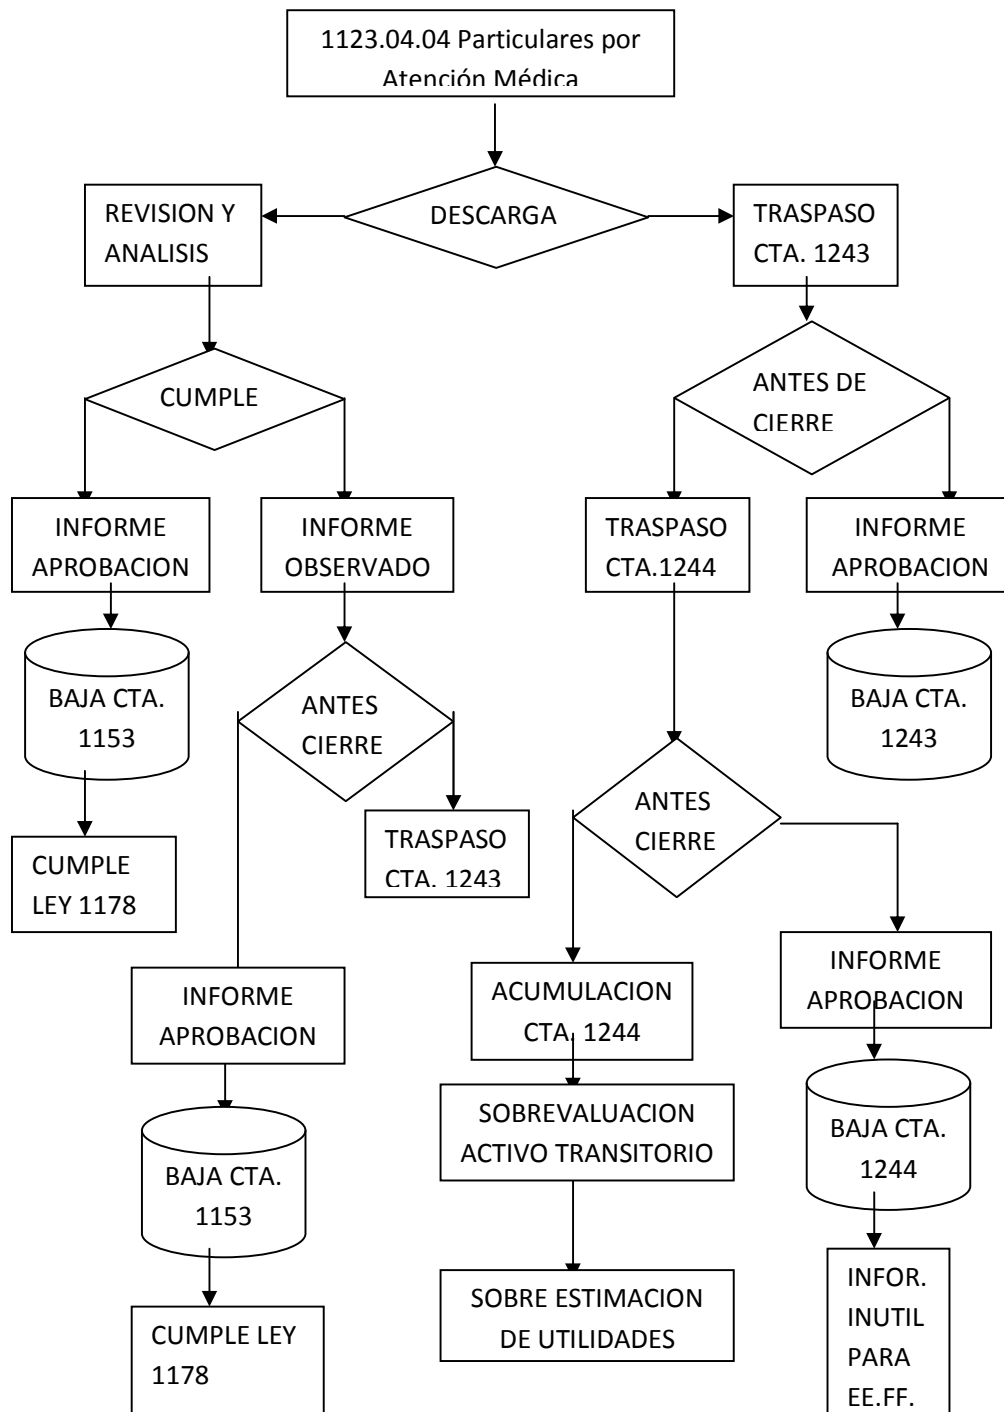 1123.04.04 Particulares por
Atención Médica
REVISION Y
ANALISIS
DESCARGA
TRASPASO
CTA. 1243
CUMPLE
ANTES DE
CIERRE
INFORME
APROBACION
INFORME
OBSERVADO
TRASPASO
CTA.1244
INFORME
APROBACION
BAJA CTA.
1153
ANTES
CIERRE
BAJA CTA.
1243
CUMPLE
LEY 1178
TRASPASO
CTA. 1243
ANTES
CIERRE
INFORME
APROBACION
ACUMULACION
CTA. 1244
INFORME
APROBACION
BAJA CTA.
1153
SOBREVALUACION
ACTIVO TRANSITORIO
BAJA CTA.
1244
CUMPLE LEY
1178
SOBRE ESTIMACION
DE UTILIDADES
INFOR.
INUTIL
PARA
EE.FF.